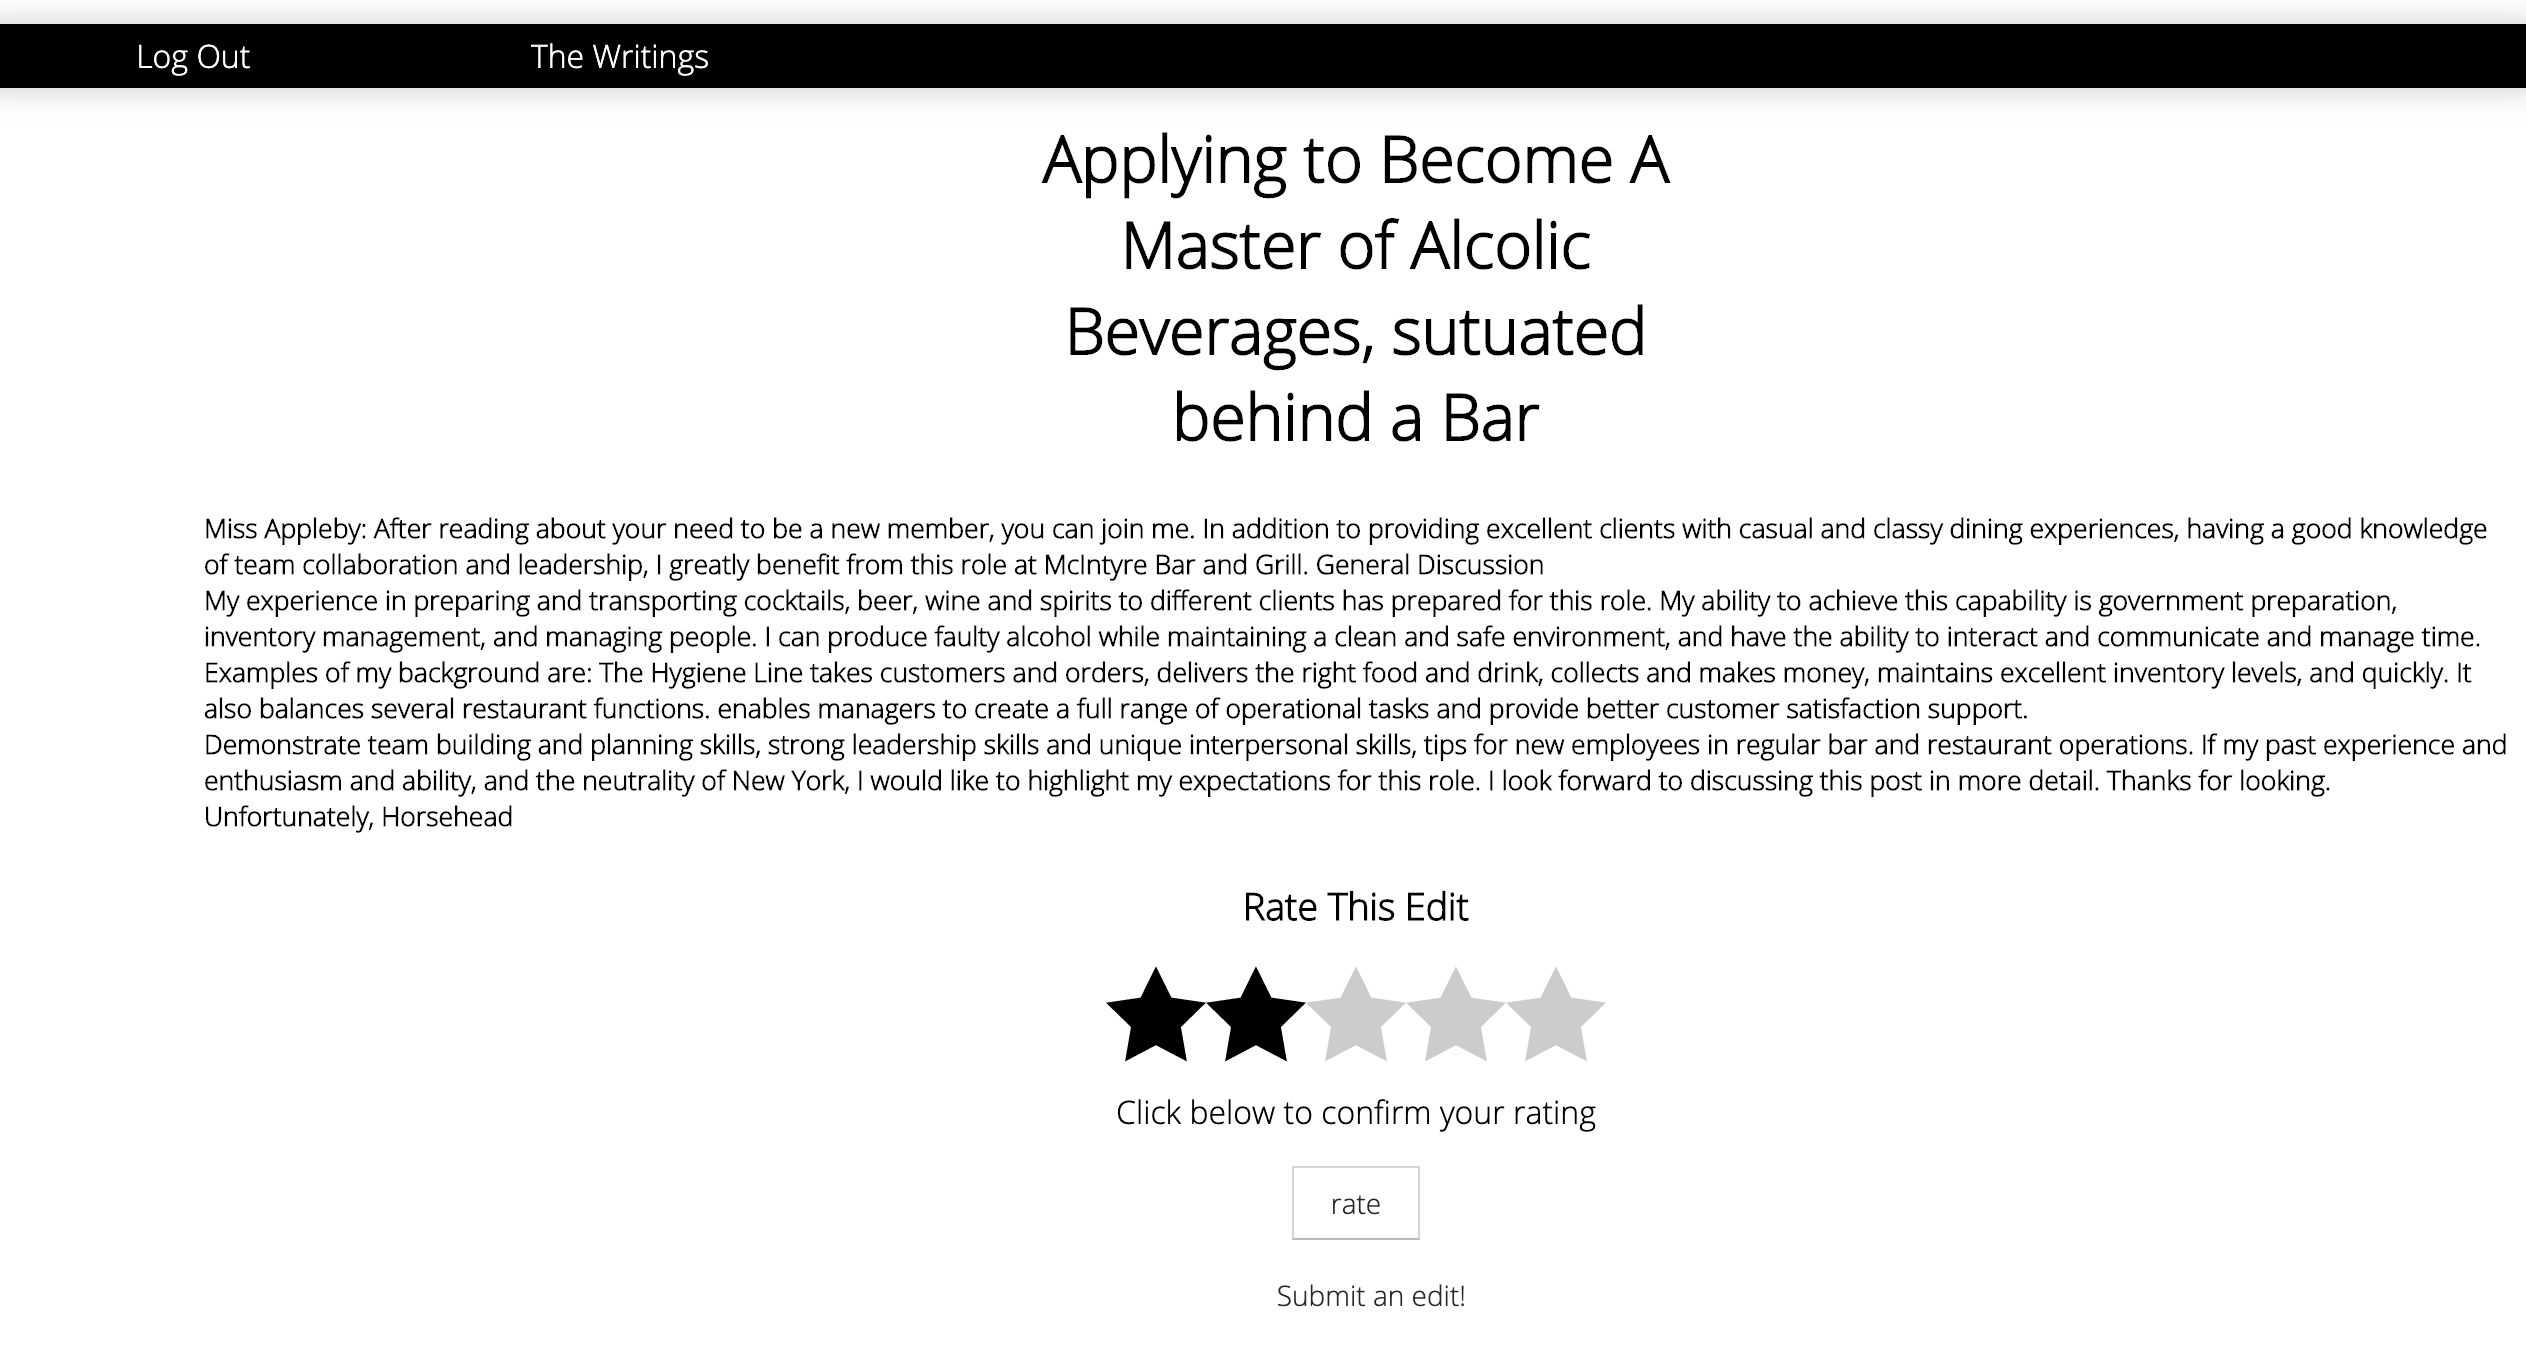 Log Out
The Writings
Applying to Become A
Master of Alcolic
Beverages, sutuated
behind a Bar
Miss Appleby: After reading about your need to be a new member, you can join me. In addition to providing excellent clients with casual and classy dining experiences, having a good knowledge
of team collaboration and leadership, I greatly benefit from this role at McIntyre Bar and Grill. General Discussion
My experience in preparing and transporting cocktails, beer, wine and spirits to different clients has prepared for this role. My ability to achieve this capability is government preparation,
inventory management, and managing people. I can produce faulty alcohol while maintaining a clean and safe environment, and have the ability to interact and communicate and manage time.
Examples of my background are: The Hygiene Line takes customers and orders, delivers the right food and drink, collects and makes money, maintains excellent inventory levels, and quickly. It
also balances several restaurant functions. enables managers to create a full range of operational tasks and provide better customer satisfaction support.
Demonstrate team building and planning skills, strong leadership skills and unique interpersonal skills, tips for new employees in regular bar and restaurant operations. If my past experience and
enthusiasm and ability, and the neutrality of New York, I would like to highlight my expectations for this role. I look forward to discussing this post in more detail. Thanks for looking.
Unfortunately, Horsehead
Rate This Edit
Click below to confirm your rating
rate
Submit an edit!